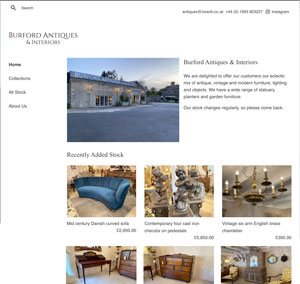 Search
antiques@vivanti.co.uk +44 (0) 1993 823227 Instagram
BURFORD ANTIQUES
& INTERIORS
Home
Collections
All Stock
About Us
Burford Antiques & Interiors
We are delighted to offer our customers our eclectic
mix of antique, vintage and modern furniture, lighting
and objects. We have a wide range of statuary,
planters and garden furniture.
Our stock changes regularly, so please come back.
Recently Added Stock
Mid century Danish curved sofa
£2,950.00
Contemporary four cast iron
cherubs on pedestals
£3,850.00
Vintage six arm English brass
chandelier
£395.00